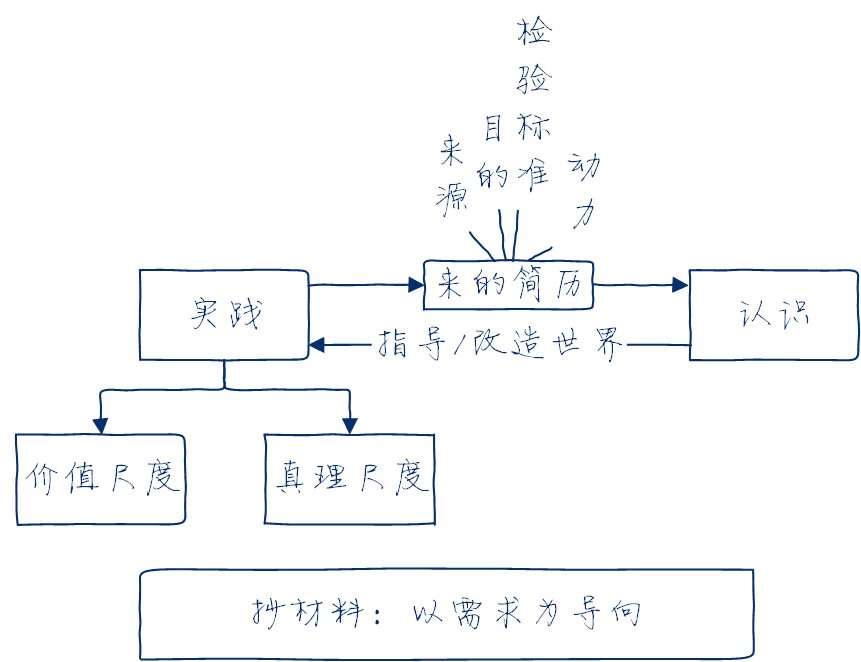 来源
目的
检验标准
动力
实践
来的简历
认识
指导/改造世界
价值尺度
真理尺度
抄材料：以需求为导向